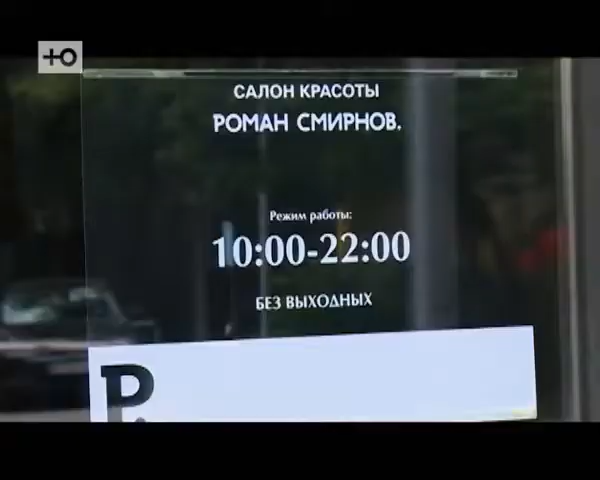 Ю
САЛОН КРАСОТЫ
РОМАН СМИРНОВ.
Режим работы:
10:00-22:00
БЕЗ ВЫХОДНЫХ
P.